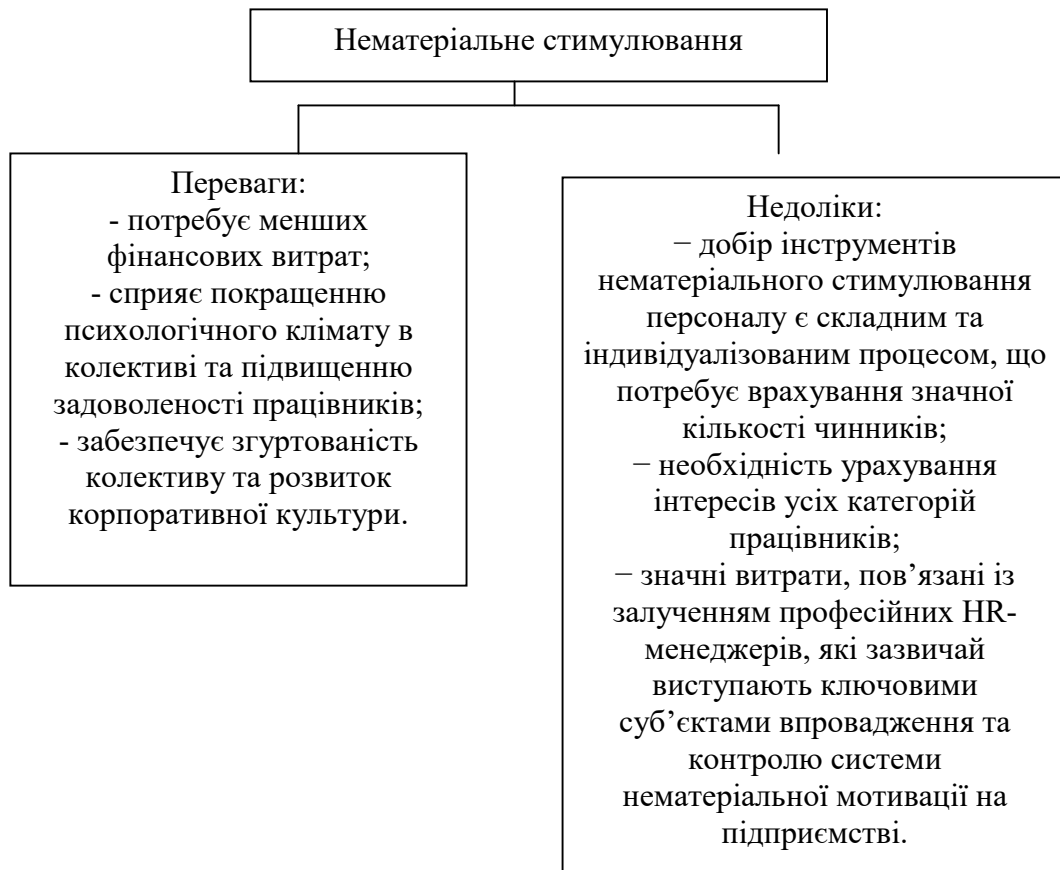 Нематеріальне стимулювання
Переваги:
- потребує менших
фінансових витрат;
- сприяє покращенню
психологічного клімату в
колективі та підвищенню
задоволеності працівників;
- забезпечує згуртованість
колективу та розвиток
корпоративної культури.
Недоліки:
− добір інструментів
нематеріального стимулювання
персоналу є складним та
індивідуалізованим процесом, що
потребує врахування значної
кількості чинників;
− необхідність урахування
інтересів усіх категорій
працівників;
− значні витрати, пов’язані із
залученням професійних HR-
менеджерів, які зазвичай
виступають ключовими
суб’єктами впровадження та
контролю системи
нематеріальної мотивації на
підприємстві.